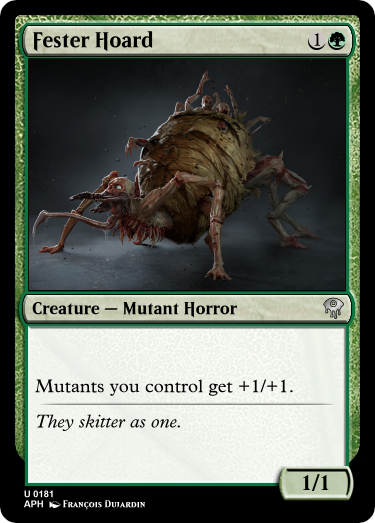 Fester Hoard 1
Creature — Mutant Horror
Mutants you control get +1/+1.
They skitter as one.
1/1
U 0181
APH François Dujardin